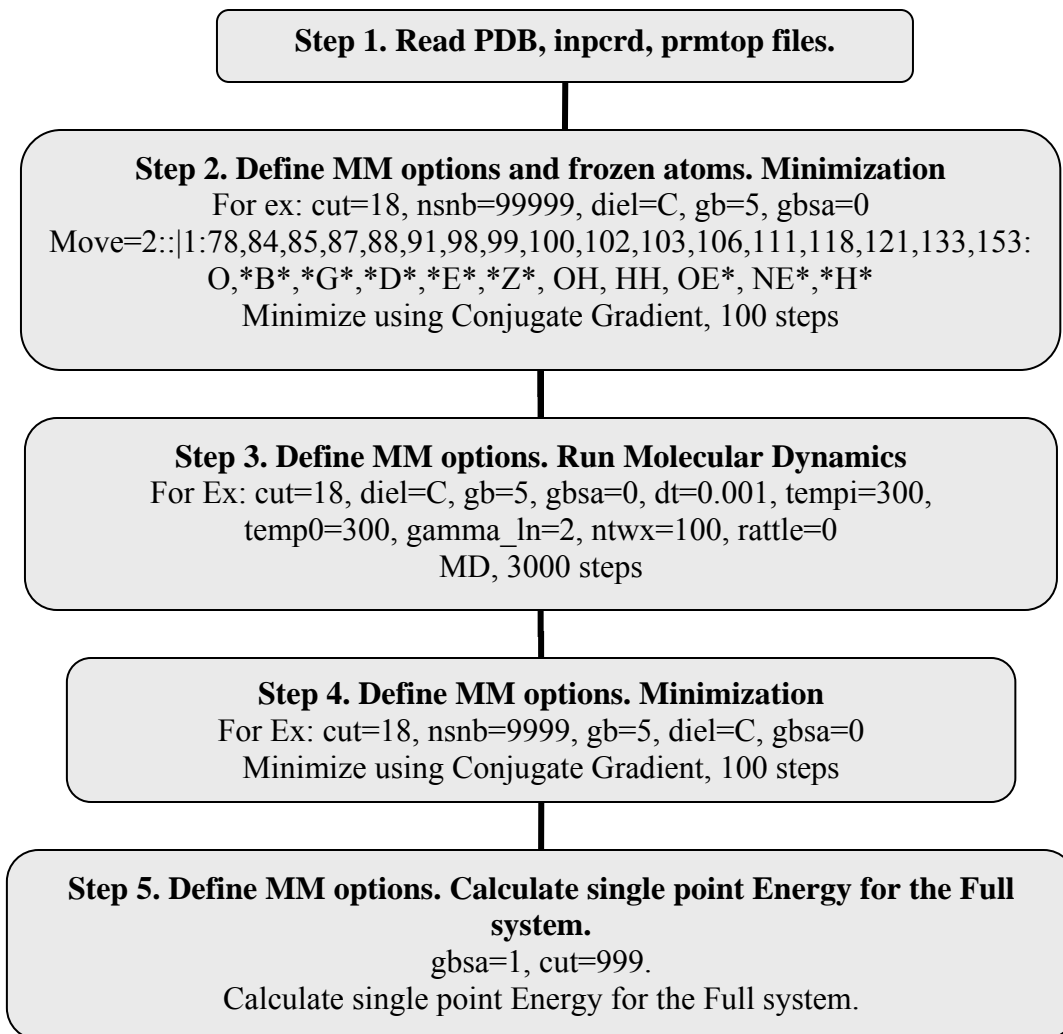 Step 1. Read PDB, inpcrd, prmtop files.
Step 2. Define MM options and frozen atoms. Minimization
For ex: cut=18, nsnb=99999, diel=C, gb=5, gbsa=0
Move=2::|1:78,84,85,87,88,91,98,99,100,102,103,106,111,118,121,133,153:
O,*B*,*G*,*D*,*E*,*Z*, OH, HH, OE*, NE*,*H*
Minimize using Conjugate Gradient, 100 steps
Step 3. Define MM options. Run Molecular Dynamics
For Ex: cut=18, diel=C, gb=5, gbsa=0, dt=0.001, tempi=300,
temp0=300, gamma_ln=2, ntwx=100, rattle=0
MD, 3000 steps
Step 4. Define MM options. Minimization
For Ex: cut=18, nsnb=9999, gb=5, diel=C, gbsa=0
Minimize using Conjugate Gradient, 100 steps
Step 5. Define MM options. Calculate single point Energy for the Full
system.
gbsa=1, cut=999.
Calculate single point Energy for the Full system.